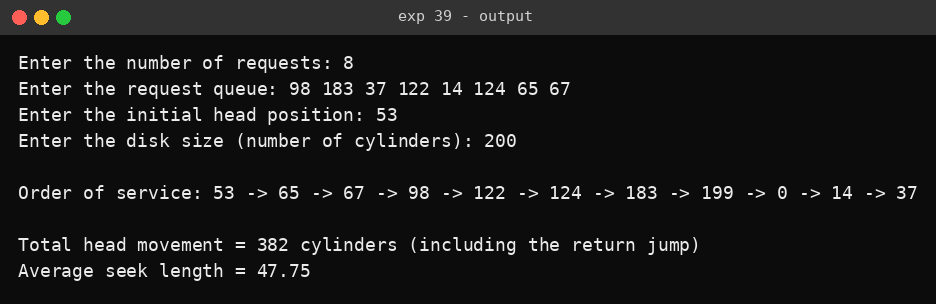 exp 39 - output
Enter the number of requests: 8
Enter the request queue: 98 183 37 122 14 124 65 67
Enter the initial head position: 53
Enter the disk size (number of cylinders): 200
Order of service: 53 -> 65 -> 67 -> 98 -> 122 -> 124 -> 183 -> 199 -> 0 -> 14 -> 37
Total head movement = 382 cylinders (including the return jump)
Average seek length = 47.75